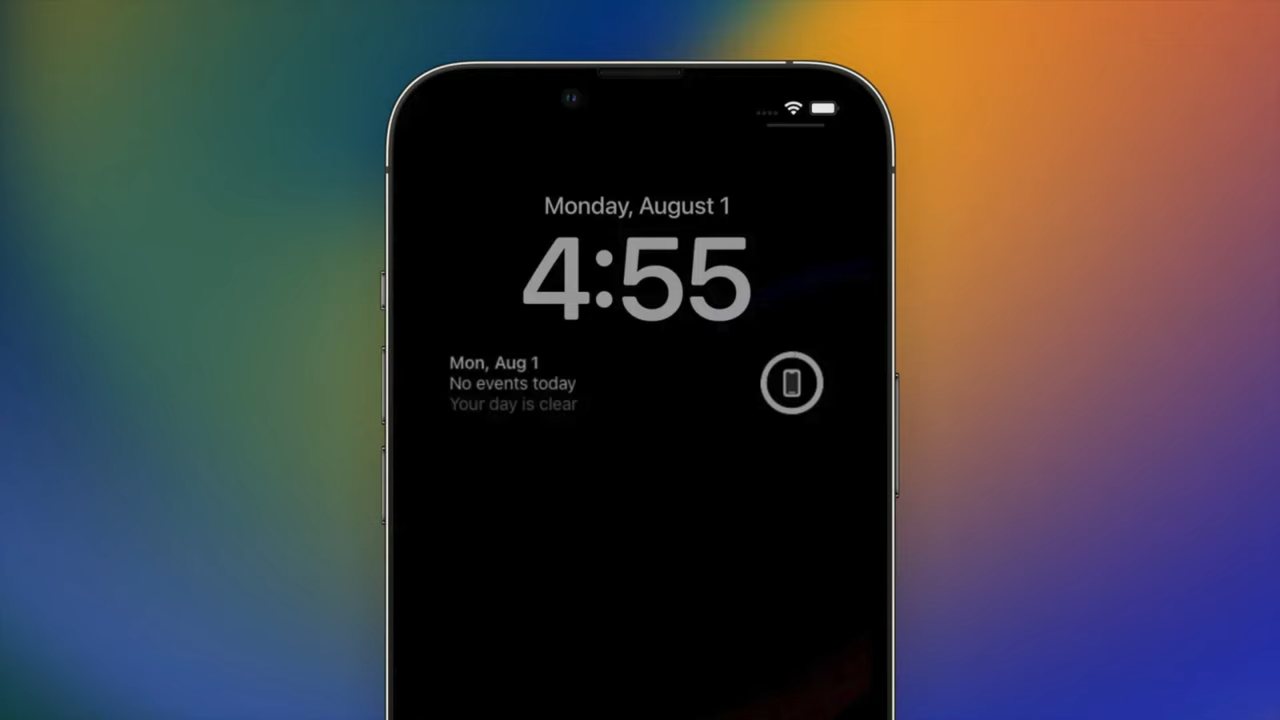 Monday, August 1
4:55
Mon, Aug 1
No events today
Your day is clear